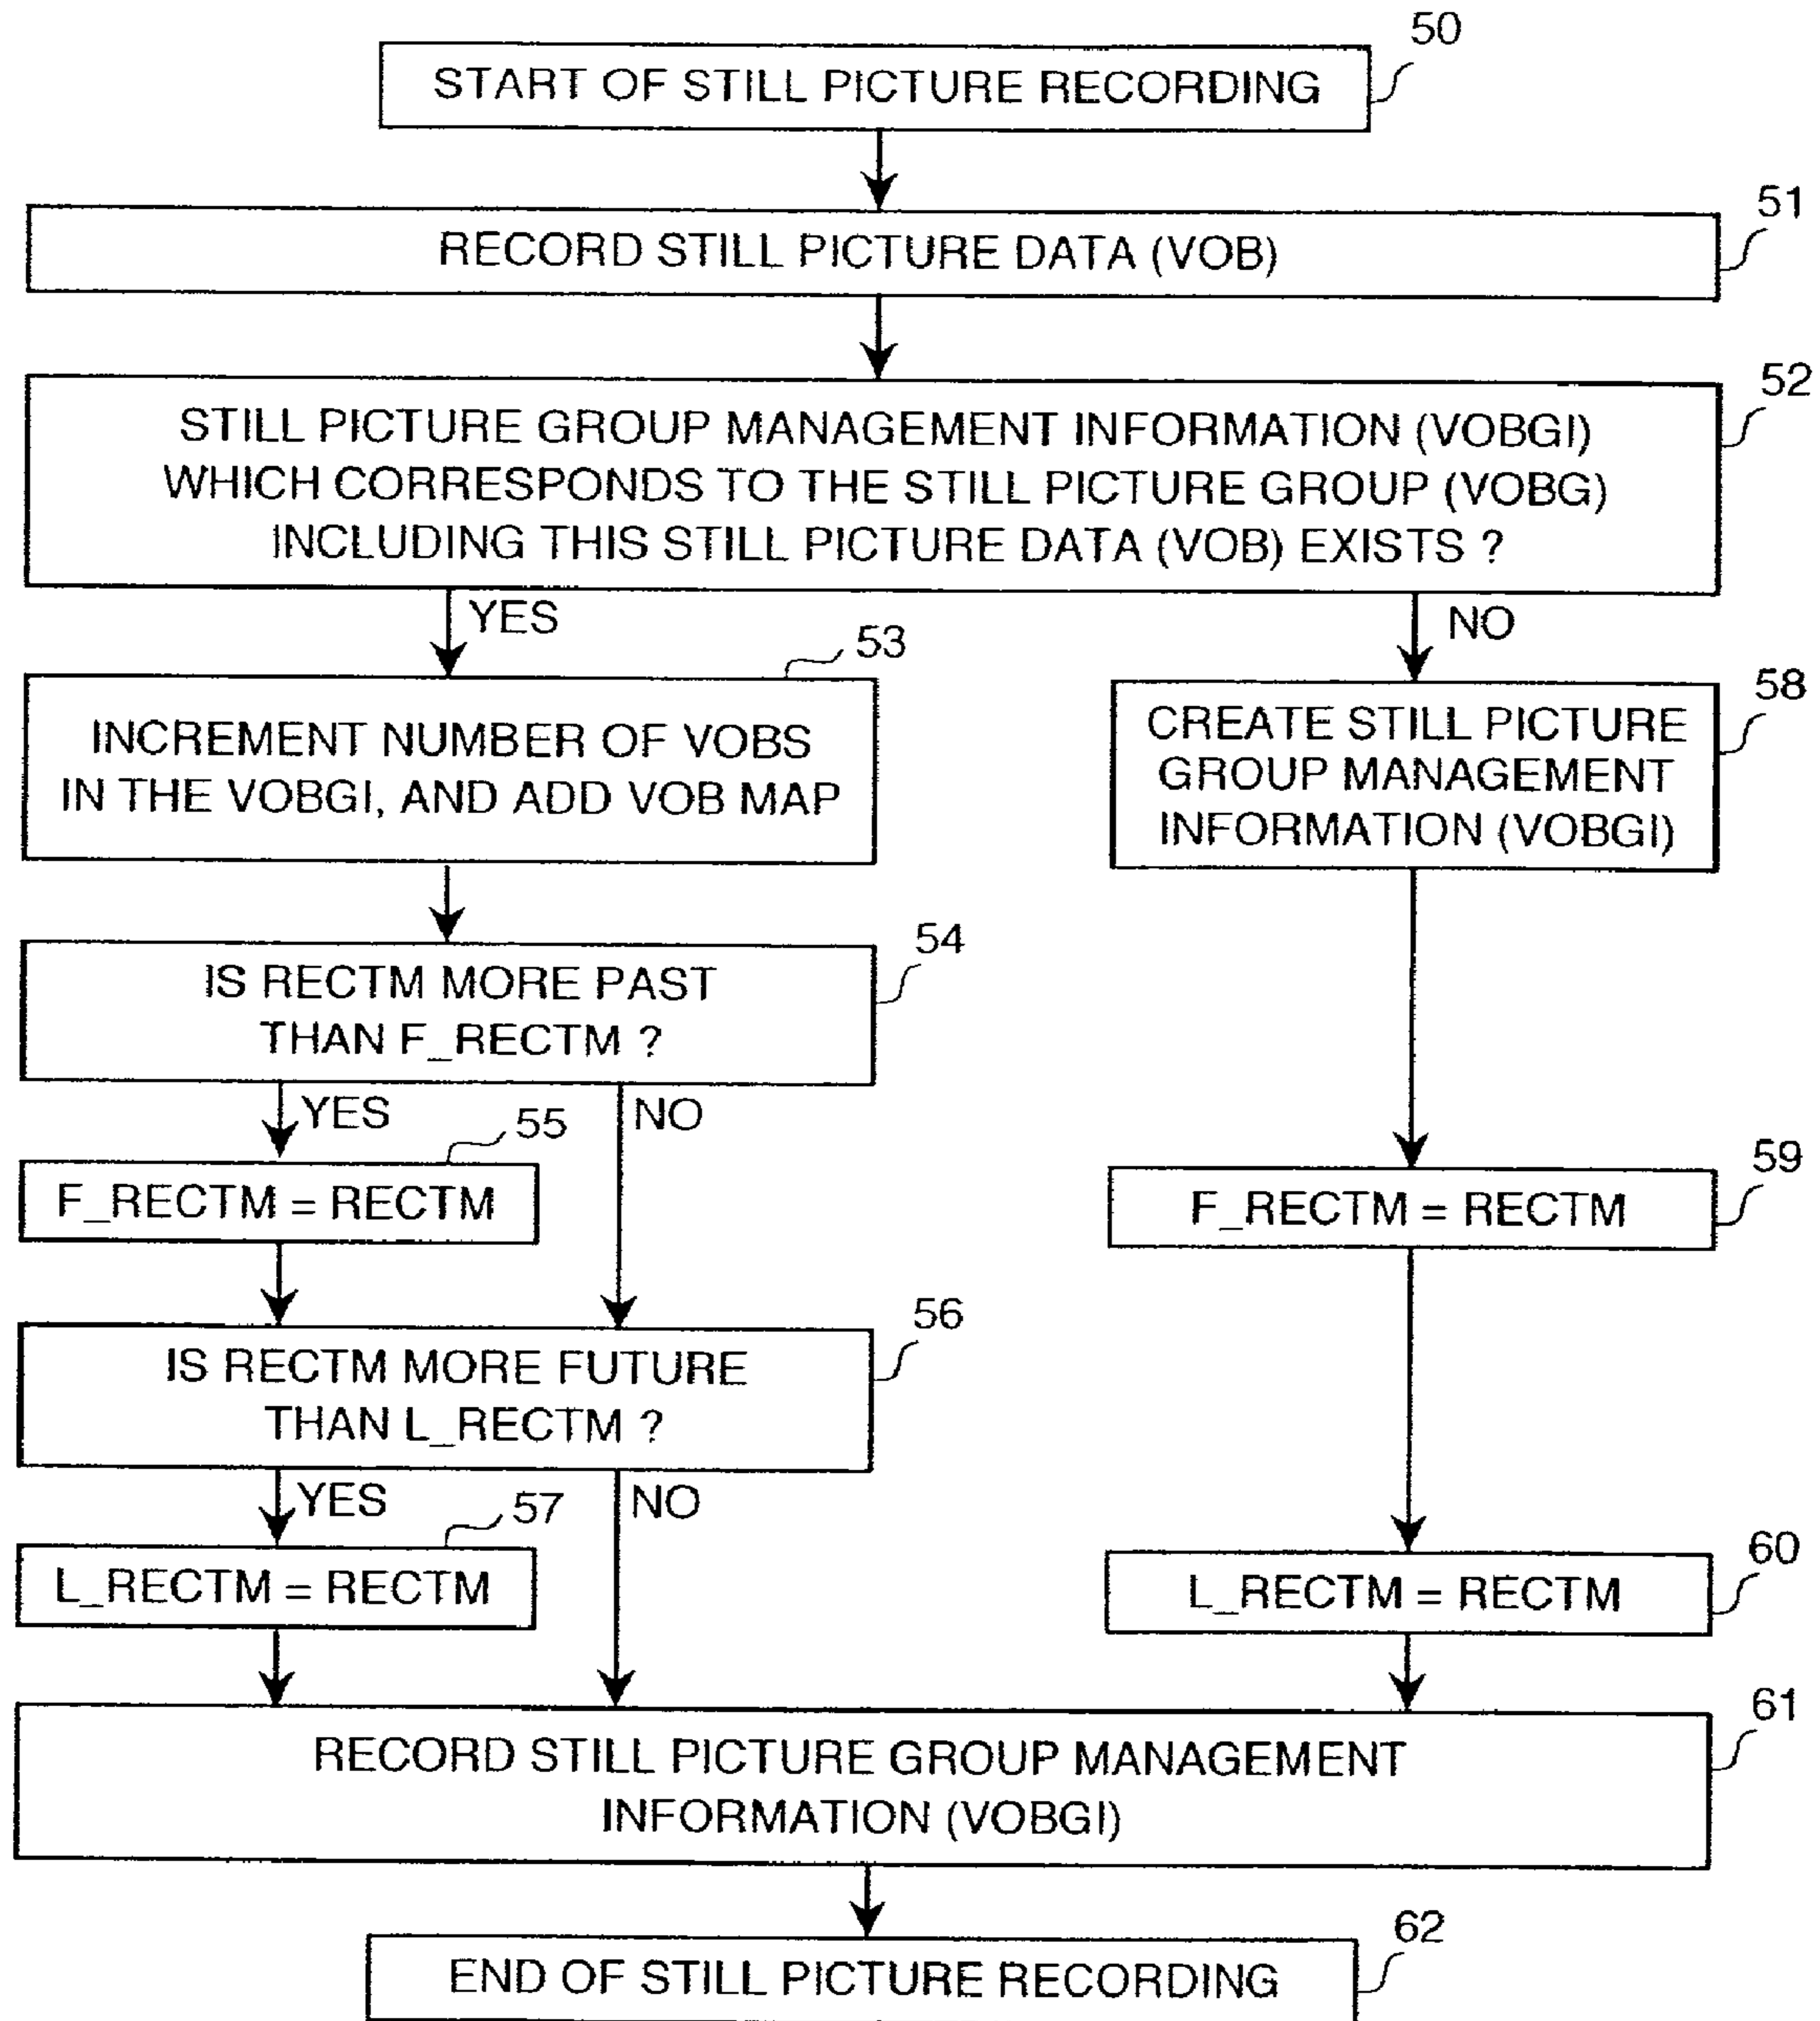 50
START OF STILL PICTURE RECORDING
51
RECORD STILL PICTURE DATA (VOB)
52
STILL PICTURE GROUP MANAGEMENT INFORMATION (VOBGI)
WHICH CORRESPONDS TO THE STILL PICTURE GROUP (VOBG)
INCLUDING THIS STILL PICTURE DATA (VOB) EXISTS ?
YES
NO
53
INCREMENT NUMBER OF VOBS
IN THE VOBGI, AND ADD VOB MAP
58
CREATE STILL PICTURE
GROUP MANAGEMENT
INFORMATION (VOBGI)
54
IS RECTM MORE PAST
THAN F_RECTM ?
YES
NO
55
F_RECTM = RECTM
59
F_RECTM = RECTM
56
IS RECTM MORE FUTURE
THAN L_RECTM ?
YES
NO
57
L_RECTM = RECTM
60
L_RECTM = RECTM
61
RECORD STILL PICTURE GROUP MANAGEMENT
INFORMATION (VOBGI)
62
END OF STILL PICTURE RECORDING